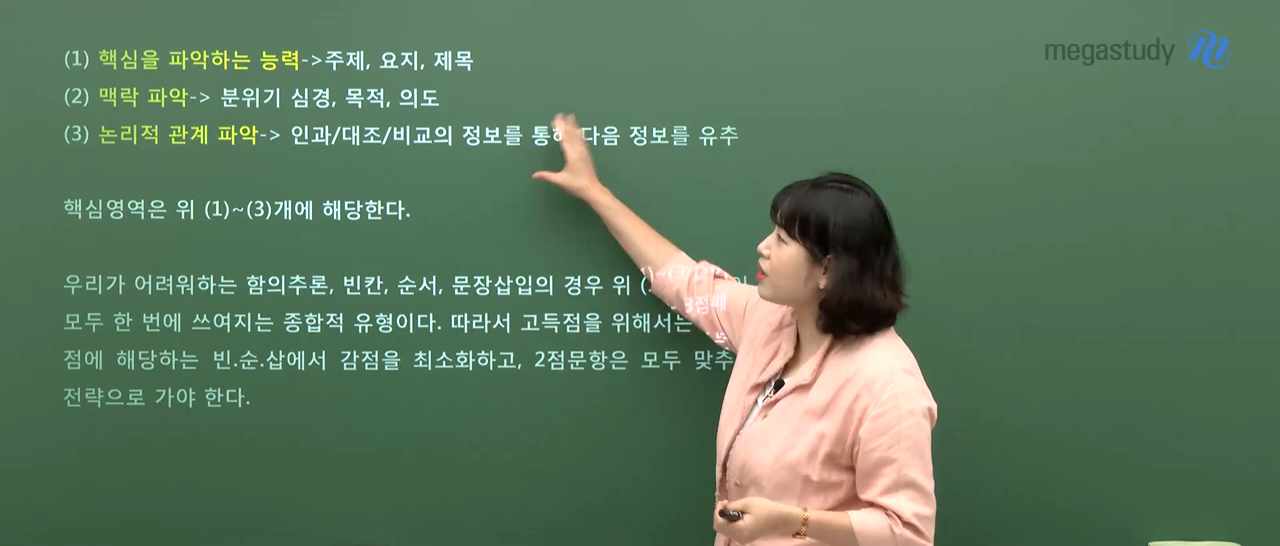 (1) 핵심을 파악하는 능력->주제, 요지, 제목
megastudy
(2) 맥락 파악-> 분위기 심경, 목적, 의도
(3) 논리적 관계 파악-> 인과/대조/비교의 정보를 통해 다음 정보를 유추
핵심영역은 위 (1)~(3)개에 해당한다.
우리가 어려워하는 함의추론, 빈칸, 순서, 문장삽입의 경우 위
모두 한 번에 쓰여지는 종합적 유형이다. 따라서 고득점을 위해서는 3점배
점에 해당하는 빈.순.삽에서 감점을 최소화하고, 2점문항은 모두 맞추
전략으로 가야 한다.